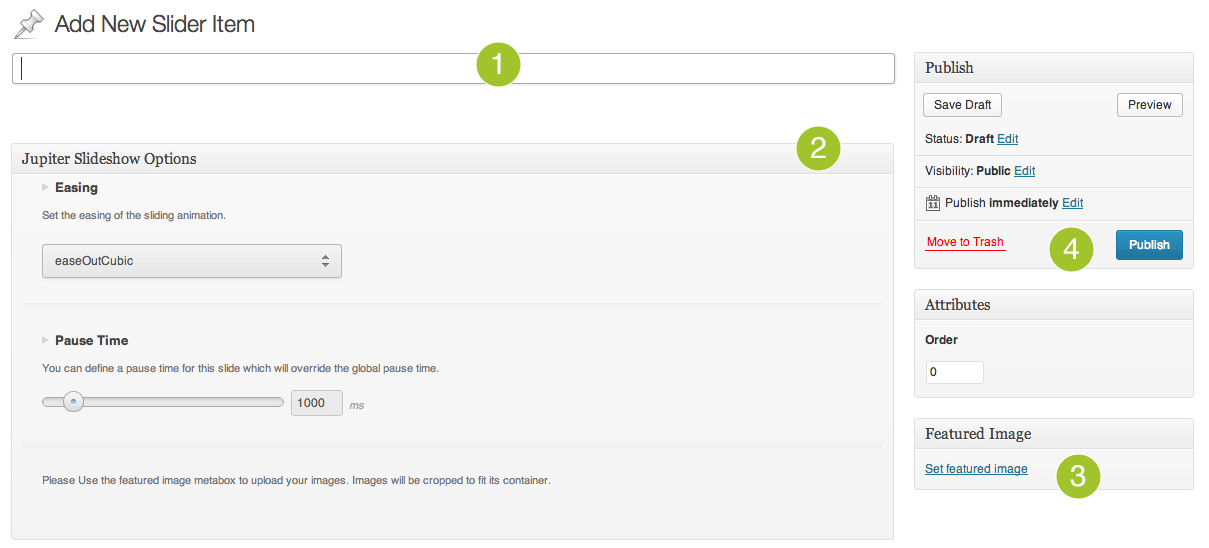 Add New Slider Item
1
Jupiter Slideshow Options
2
Easing
Set the easing of the sliding animation.
easeOutCubic
Pause Time
You can define a pause time for this slide which will override the global pause time.
1000 ms
Please Use the featured image metabox to upload your images. Images will be cropped to fit its container.
Publish
Save Draft Preview
Status: Draft Edit
Visibility: Public Edit
11 Publish immediately Edit
Move to Trash 4 Publish
Attributes
Order
0
Featured Image
Set featured image 3